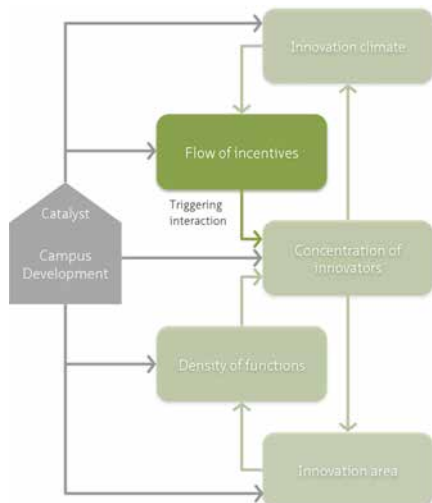 Innovation climate
Flow of incentives
Triggering
interaction
Catalyst
Campus
Development
Concentration of
innovators
Density of functions
Innovation area